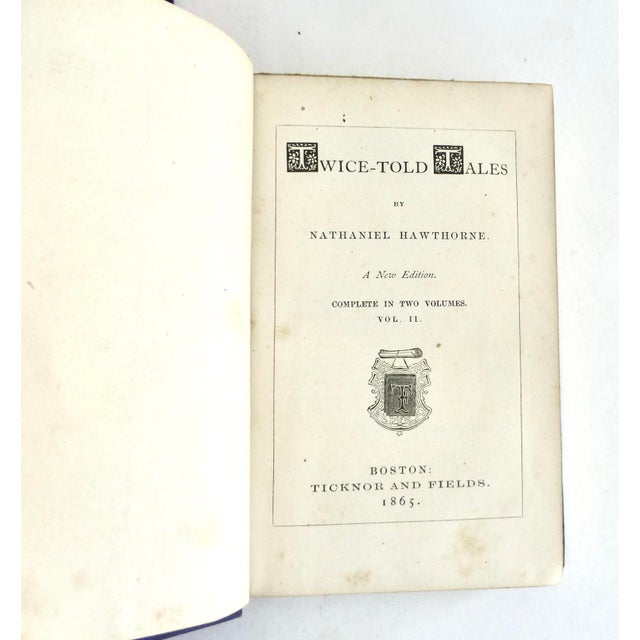 TWICE-TOLD TALES
BY
NATHANIEL HAWTHORNE.
A New Edition.
COMPLETE IN TWO VOLUMES.
VOL. II.
TF
BOSTON:
TICKNOR AND FIELDS.
1865.